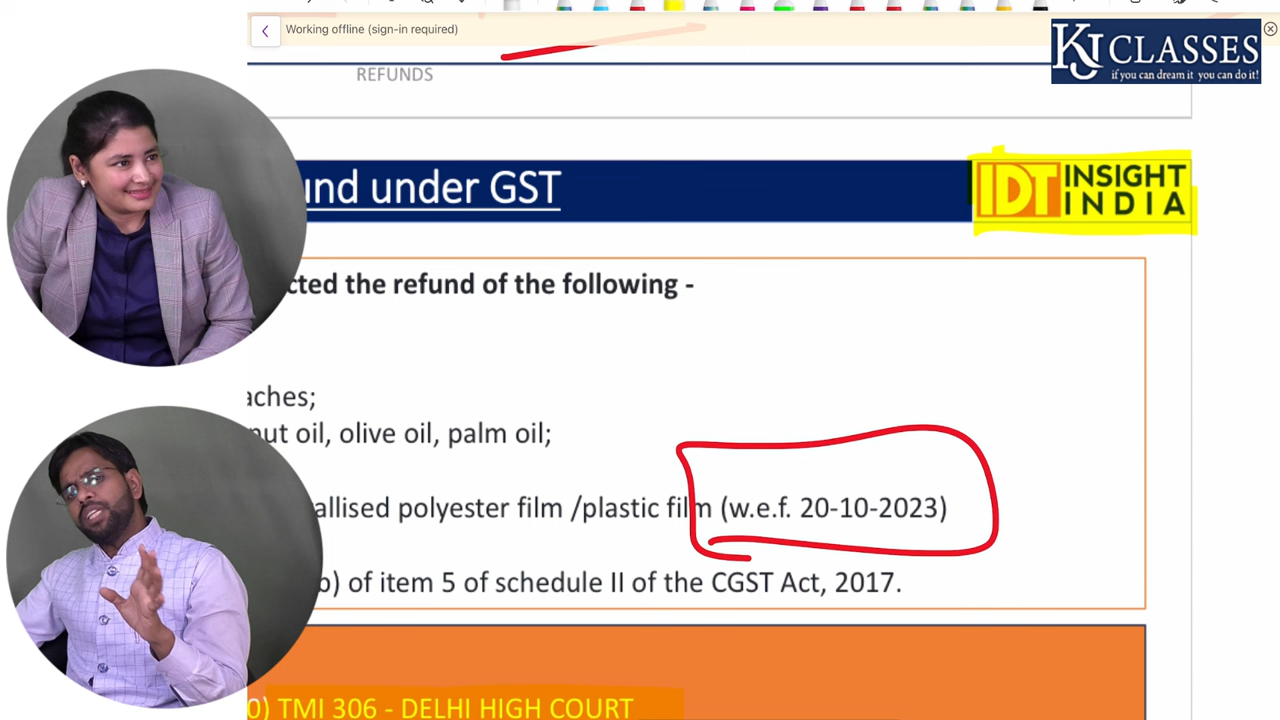 Working offline (sign-in required)
KJ CLASSES
if you can dream it you can do it!
REFUNDS
und under GST
IDT INSIGHT INDIA
cted the refund of the following -
aches;
nut oil, olive oil, palm oil;
allised polyester film /plastic film (w.e.f. 20-10-2023)
b) of item 5 of schedule II of the CGST Act, 2017.
0) TMI 306 - DELHI HIGH COURT